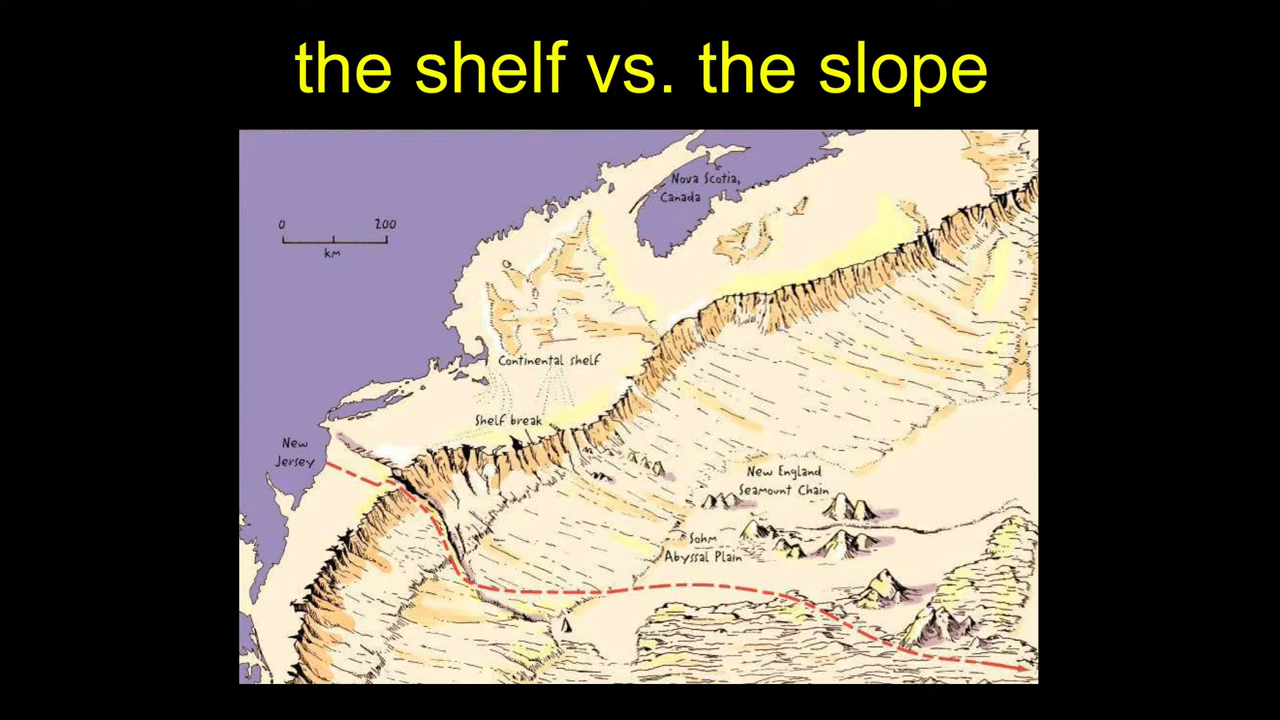 the shelf vs. the slope
Nova Scotia,
Canada
0 200
km
Continental shelf
Shelf break
New
Jersey
New England
Seamount Chain
Sohm
Abyssal Plain